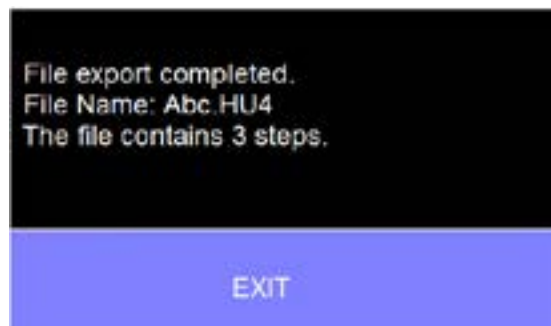 File export completed.
File Name: Abc.HU4
The file contains 3 steps.
EXIT